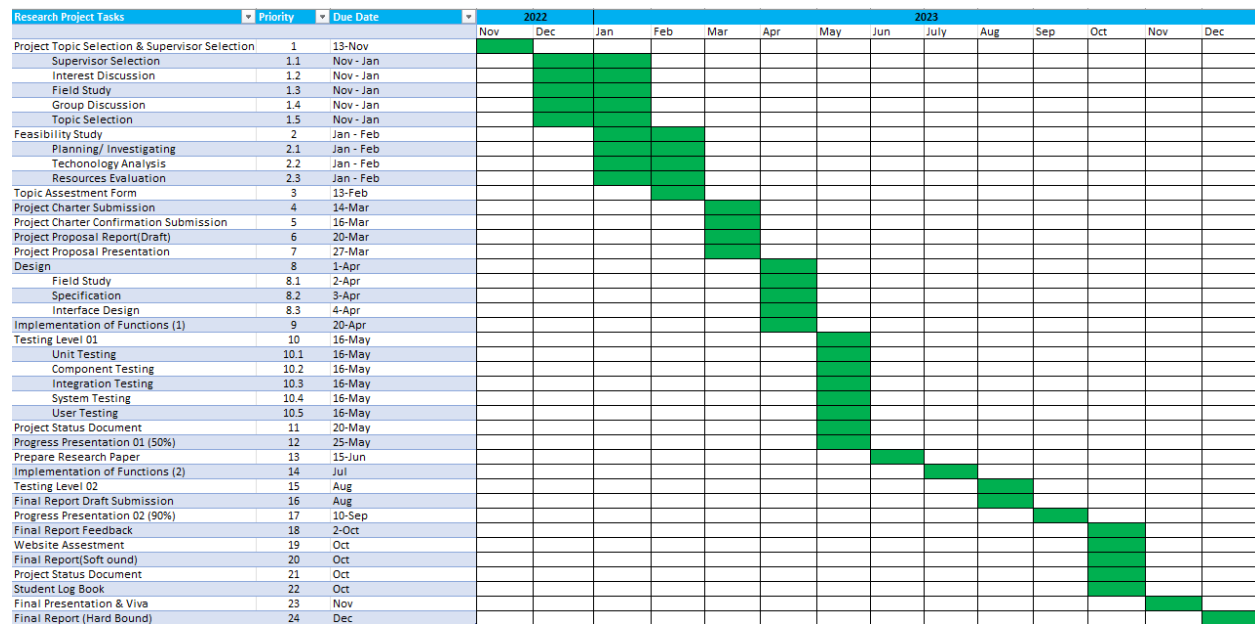 Research Project Tasks Priority Due Date 2022 2023
Nov Dec Jan Feb Mar Apr May Jun July Aug Sep Oct Nov Dec
Project Topic Selection & Supervisor Selection 1 13-Nov
Supervisor Selection 1.1 Nov - Jan
Interest Discussion 1.2 Nov - Jan
Field Study 1.3 Nov - Jan
Group Discussion 1.4 Nov - Jan
Topic Selection 1.5 Nov - Jan
Feasibility Study 2 Jan - Feb
Planning/ Investigating 2.1 Jan - Feb
Techonology Analysis 2.2 Jan - Feb
Resources Evaluation 2.3 Jan - Feb
Topic Assestment Form 3 13-Feb
Project Charter Submission 4 14-Mar
Project Charter Confirmation Submission 5 16-Mar
Project Proposal Report(Draft) 6 20-Mar
Project Proposal Presentation 7 27-Mar
Design 8 1-Apr
Field Study 8.1 2-Apr
Specification 8.2 3-Apr
Interface Design 8.3 4-Apr
Implementation of Functions (1) 9 20-Apr
Testing Level 01 10 16-May
Unit Testing 10.1 16-May
Component Testing 10.2 16-May
Integration Testing 10.3 16-May
System Testing 10.4 16-May
User Testing 10.5 16-May
Project Status Document 11 20-May
Progress Presentation 01 (50%) 12 25-May
Prepare Research Paper 13 15-Jun
Implementation of Functions (2) 14 Jul
Testing Level 02 15 Aug
Final Report Draft Submission 16 Aug
Progress Presentation 02 (90%) 17 10-Sep
Final Report Feedback 18 2-Oct
Website Assestment 19 Oct
Final Report(Soft ound) 20 Oct
Project Status Document 21 Oct
Student Log Book 22 Oct
Final Presentation & Viva 23 Nov
Final Report (Hard Bound) 24 Dec